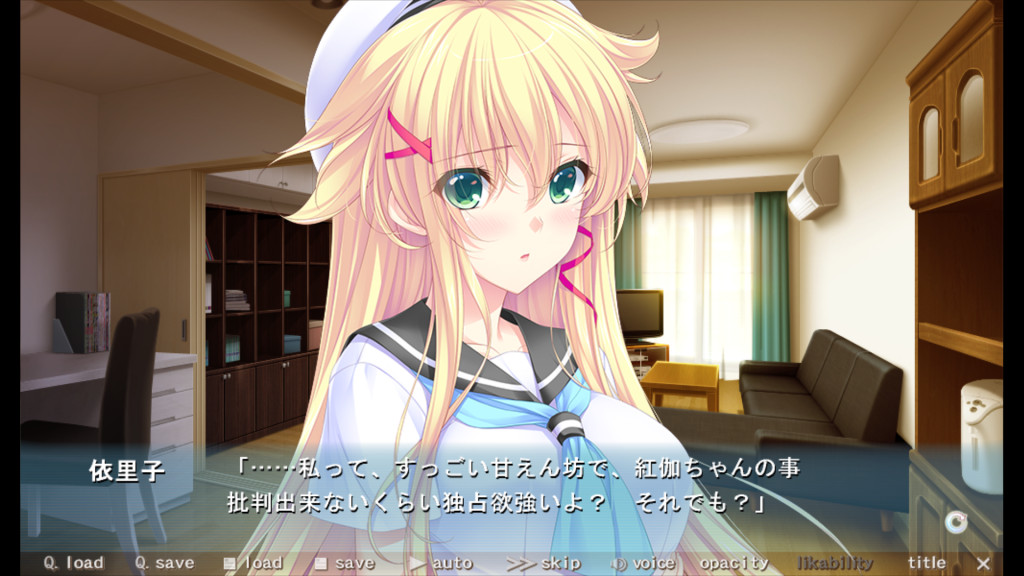 依里子
「……私って、すっごい甘えん坊で、紅伽ちゃんの事
批判出来ないくらい独占欲強いよ？　それでも？」
Q. load Q. save load save auto skip voice opacity likability title